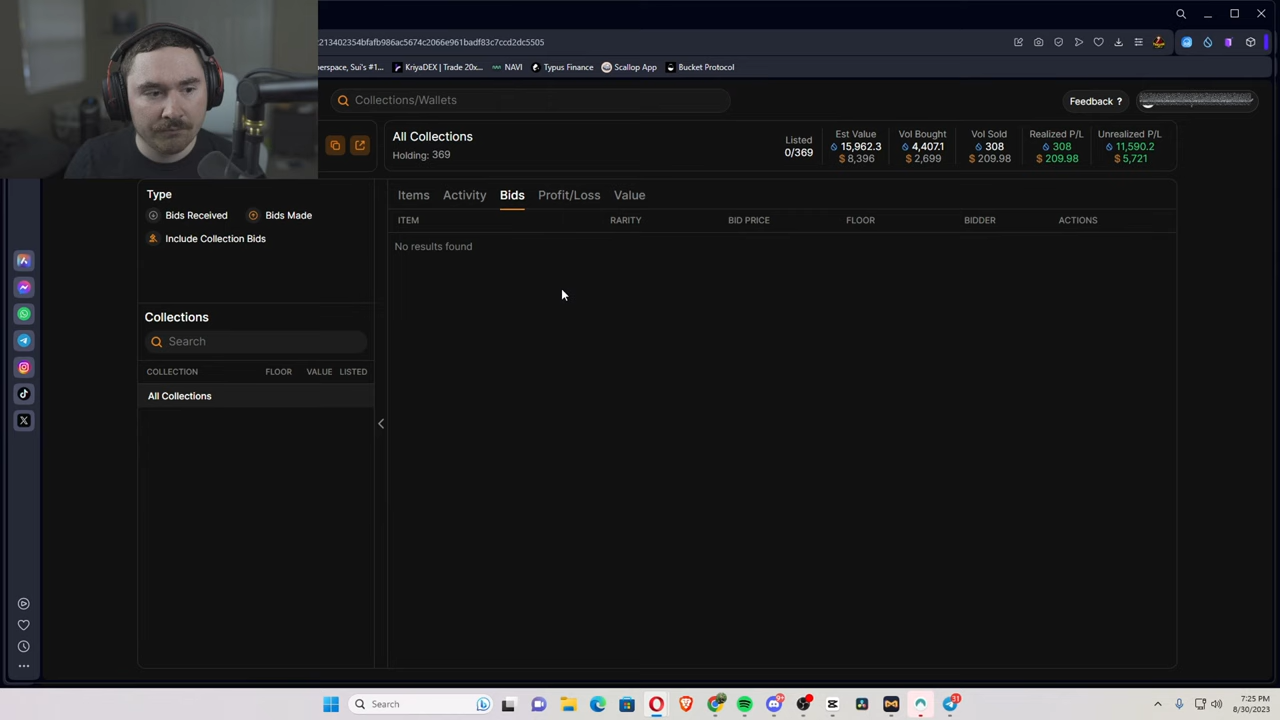 213402354bfafb986ac5674c2066e961badf83c7ccd2dc5505
perspace, Sui's #1...
KriyaDEX | Trade 20x...
NAVI
Typus Finance
Scallop App
Bucket Protocol
Collections/Wallets
Feedback ?
All Collections
Holding: 369
Listed
0/369
Est Value
15,962.3
$ 8,396
Vol Bought
4,407.1
$ 2,699
Vol Sold
308
$ 209.98
Realized P/L
308
$ 209.98
Unrealized P/L
11,590.2
$ 5,721
Type
Bids Received
Bids Made
Include Collection Bids
Items
Activity
Bids
Profit/Loss
Value
ITEM
RARITY
BID PRICE
FLOOR
BIDDER
ACTIONS
No results found
Collections
Search
COLLECTION
FLOOR
VALUE
LISTED
All Collections
Search
9+
31
7:25 PM
8/30/2023